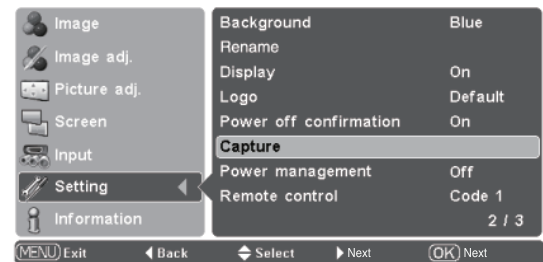 Image
Image adj.
Picture adj.
Screen
Input
Setting
Information
Background Blue
Rename
Display On
Logo Default
Power off confirmation On
Capture
Power management Off
Remote control Code 1
2 / 3
MENU Exit Back Select Next OK Next